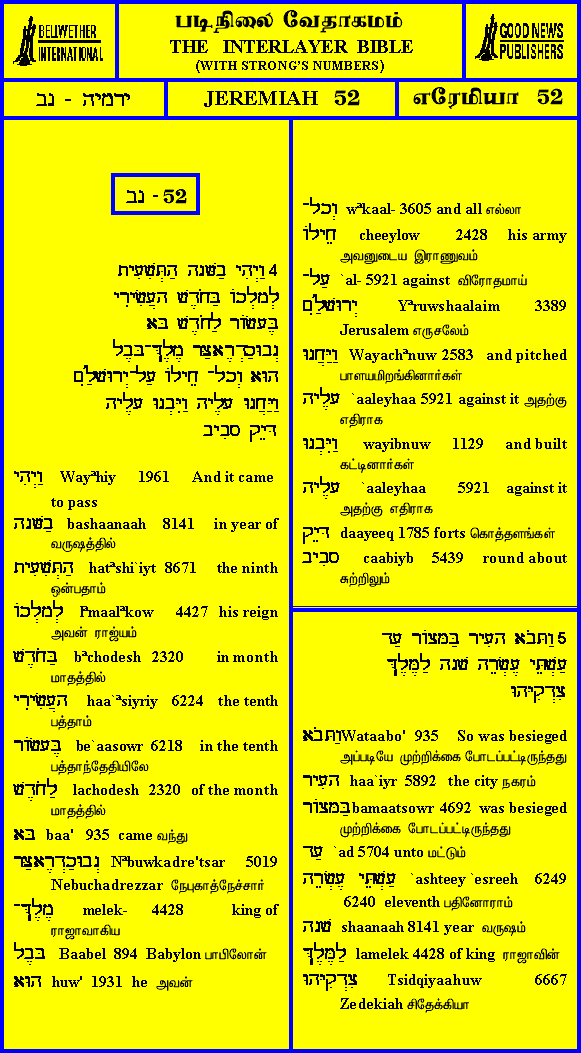 BELLWETHER
INTERNATIONAL
படிநிலை வேதாகமம்
THE INTERLAYER BIBLE
(WITH STRONG'S NUMBERS)
GOOD NEWS
PUBLISHERS
ירמיה - נב
JEREMIAH 52
எரேமியா 52
52 - נב
4 וַיְהִי בַשָּׁנָה הַתְּשִׁעִית
לְמָלְכוֹ בַּחֹדֶשׁ הָעֲשִׂירִי
בֶּעָשׂוֹר לַחֹדֶשׁ בָּא
נְבוּכַדְרֶאצַּר מֶלֶךְ־בָּבֶל
הוּא וְכָל־ חֵילוֹ עַל־יְרוּשָׁלִַם
וַיַּחֲנוּ עָלֶיהָ וַיִּבְנוּ עָלֶיהָ
דָּיֵק סָבִיב
וַיְהִי Wayªhiy 1961 And it came
to pass
בַשָּׁנָה bashaanaah 8141 in year of
வருஷத்தில்
הַתְּשִׁעִית hatªshi`iyt 8671 the ninth
ஒன்பதாம்
לְמָלְכוֹ lªmaalªkow 4427 his reign
அவன் ராஜ்யம்
בַּחֹדֶשׁ bªchodesh 2320 in month
மாதத்தில்
הָעֲשִׂירִי haa`ªsiyriy 6224 the tenth
பத்தாம்
בֶּעָשׂוֹר be`aasowr 6218 in the tenth
பத்தாந்தேதியிலே
לַחֹדֶשׁ lachodesh 2320 of the month
மாதத்தில்
בָּא baa' 935 came வந்து
נְבוּכַדְרֶאצַּר Nªbuwkadre'tsar 5019
Nebuchadrezzar நேபுகாத்நேச்சார்
מֶלֶךְ־ melek- 4428 king of
ராஜாவாகிய
בָּבֶל Baabel 894 Babylon பாபிலோன்
הוּא huw' 1931 he அவன்
וְכָל־ wªkaal- 3605 and all எல்லா
חֵילוֹ cheeylow 2428 his army
அவனுடைய இராணுவம்
עַל־ `al- 5921 against விரோதமாய்
יְרוּשָׁלִַם Yªruwshaalaim 3389
Jerusalem எருசலேம்
וַיַּחֲנוּ Wayachªnuw 2583 and pitched
பாளயமிறங்கினார்கள்
עָלֶיהָ `aaleyhaa 5921 against it அதற்கு
எதிராக
וַיִּבְנוּ wayibnuw 1129 and built
கட்டினார்கள்
עָלֶיהָ `aaleyhaa 5921 against it
அதற்கு எதிராக
דָּיֵק daayeeq 1785 forts கொத்தளங்கள்
סָבִיב caabiyb 5439 round about
சுற்றிலும்
5 וַתָּבֹא הָעִיר בַּמָּצוֹר עַד
עַשְׁתֵּי עֶשְׂרֵה שָׁנָה לַמֶּלֶךְ
צִדְקִיָּהוּ
וַתָּבֹא Wataabo' 935 So was besieged
அப்படியே முற்றிக்கை போடப்பட்டிருந்தது
הָעִיר haa`iyr 5892 the city நகரம்
בַּמָּצוֹר bamaatsowr 4692 was besieged
முற்றிக்கை போடப்பட்டிருந்தது
עַד `ad 5704 unto மட்டும்
עַשְׁתֵּי עֶשְׂרֵה `ashteey `esreeh 6249
6240 eleventh பதினோராம்
שָׁנָה shaanaah 8141 year வருஷம்
לַמֶּלֶךְ lamelek 4428 of king ராஜாவின்
צִדְקִיָּהוּ Tsidqiyaahuw 6667
Zedekiah சிதேக்கியா